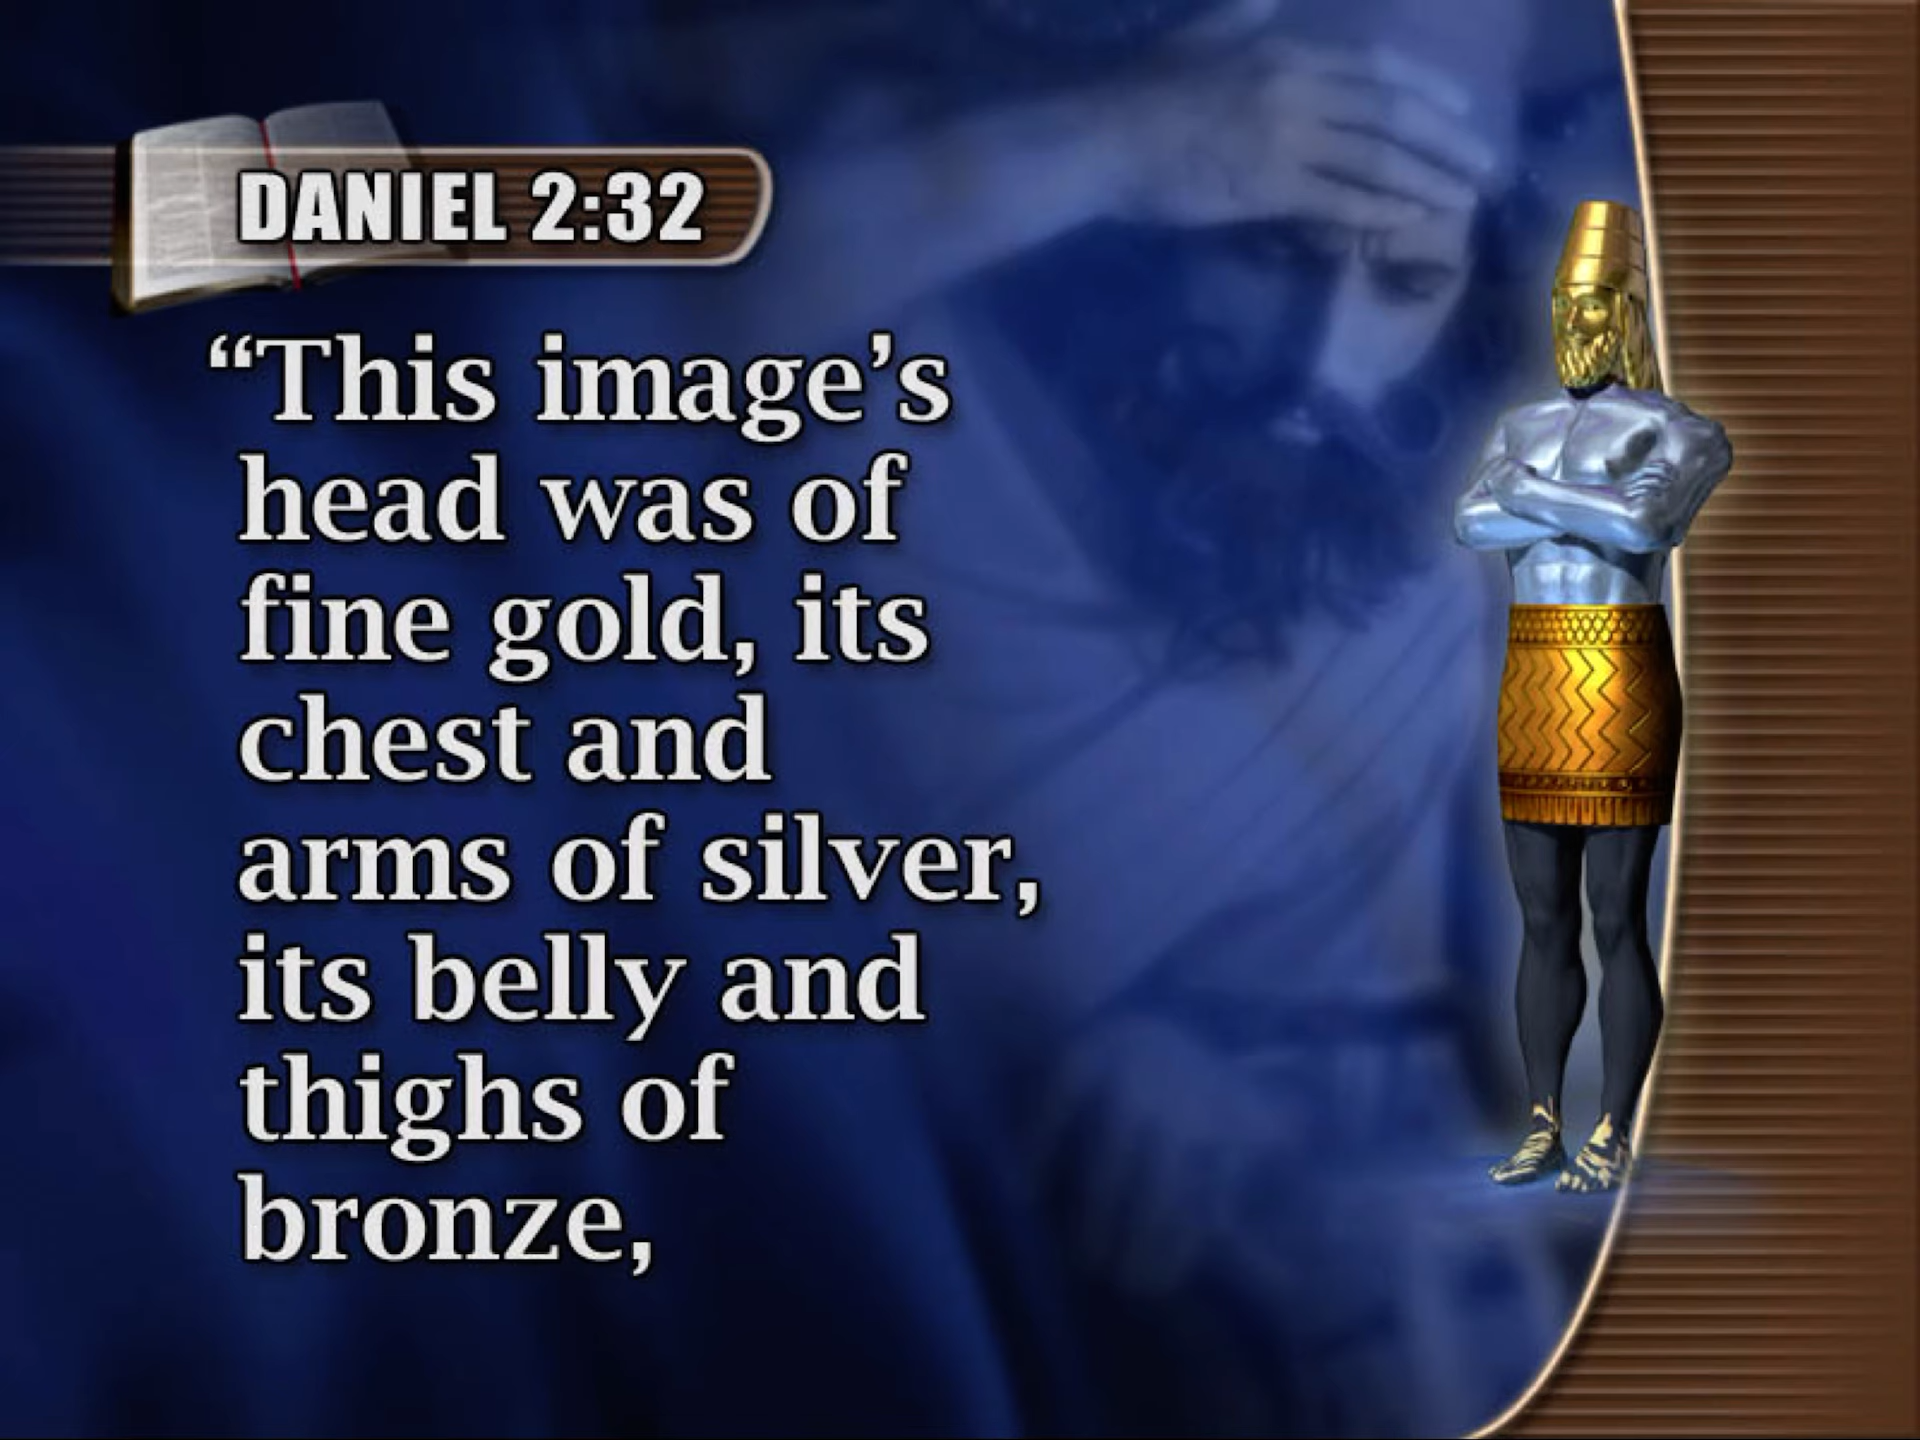 DANIEL 2:32
“This image’s
head was of
fine gold, its
chest and
arms of silver,
its belly and
thighs of
bronze,